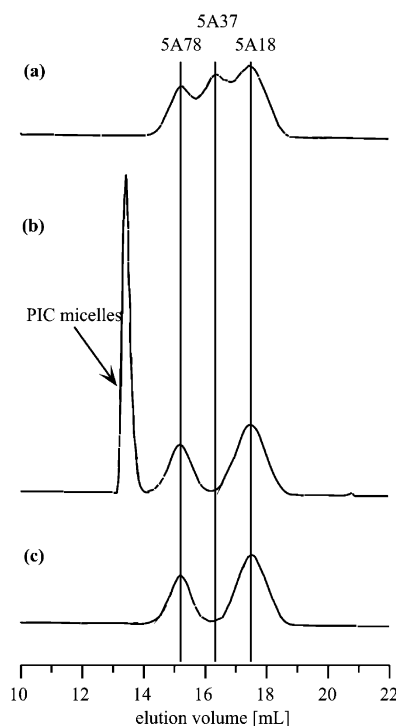 5A37
5A78 5A18
(a)
(b)
PIC micelles
(c)
10 12 14 16 18 20 22
elution volume [mL]